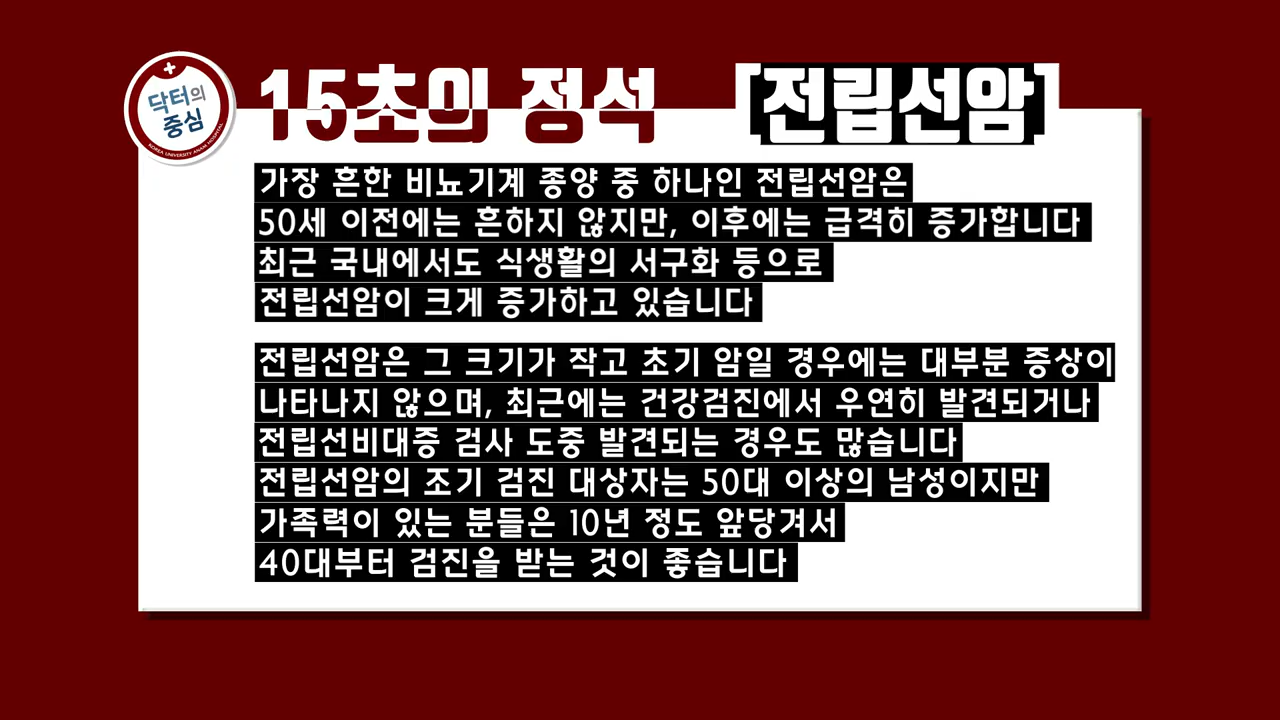 닥터의
중심
KOREA UNIVERSITY ANAM HOSPITAL
15초의 정석 [전립선암]
가장 흔한 비뇨기계 종양 중 하나인 전립선암은
50세 이전에는 흔하지 않지만, 이후에는 급격히 증가합니다
최근 국내에서도 식생활의 서구화 등으로
전립선암이 크게 증가하고 있습니다
전립선암은 그 크기가 작고 초기 암일 경우에는 대부분 증상이
나타나지 않으며, 최근에는 건강검진에서 우연히 발견되거나
전립선비대증 검사 도중 발견되는 경우도 많습니다
전립선암의 조기 검진 대상자는 50대 이상의 남성이지만
가족력이 있는 분들은 10년 정도 앞당겨서
40대부터 검진을 받는 것이 좋습니다